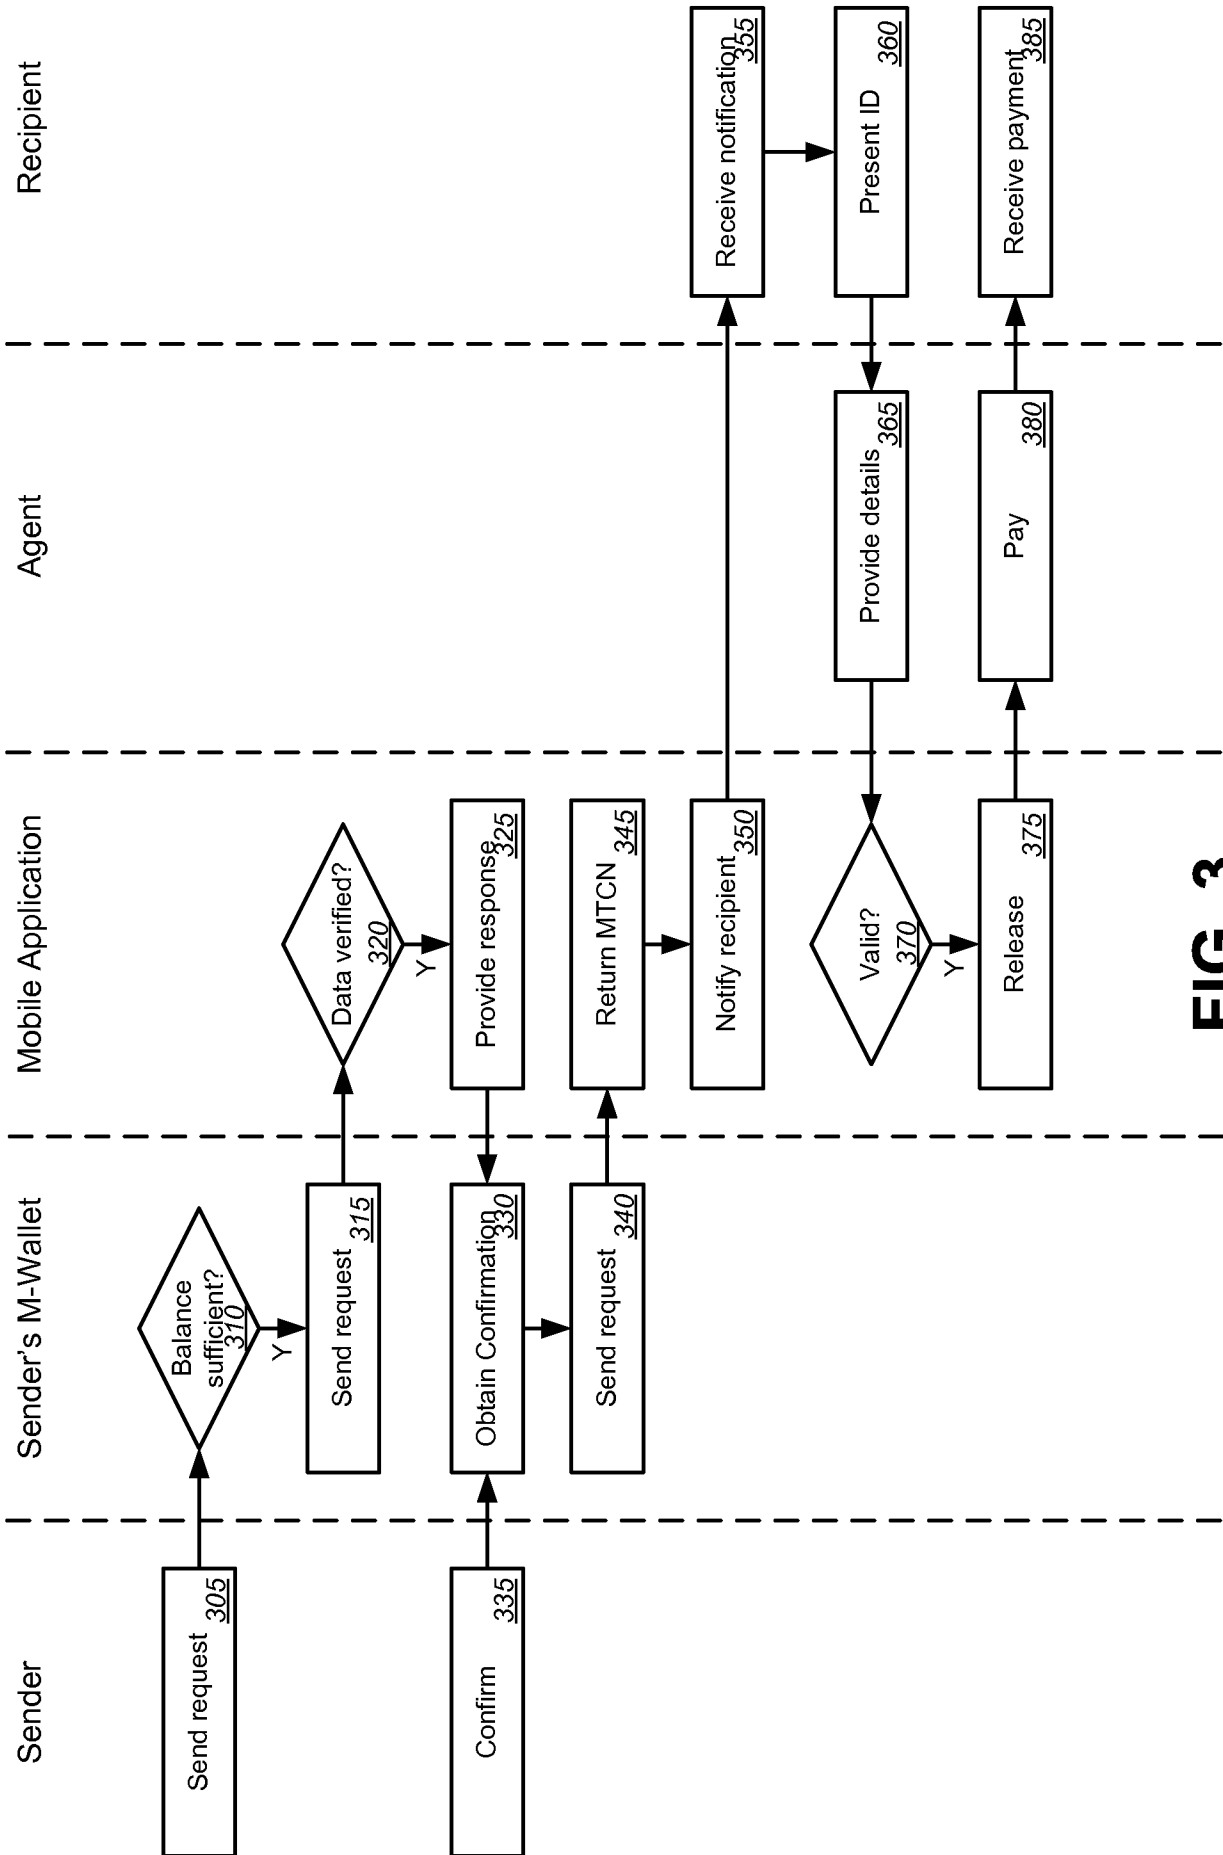 Sender
Sender's M-Wallet
Mobile Application
Agent
Recipient
Send request
305
Balance
sufficient?
310
Y
Send request
315
Data verified?
320
Y
Provide response
325
Obtain Confirmation
330
Confirm
335
Send request
340
Return MTCN
345
Notify recipient
350
Receive notification
355
Present ID
360
Provide details
365
Valid?
370
Y
Release
375
Pay
380
Receive payment
385
FIG. 3